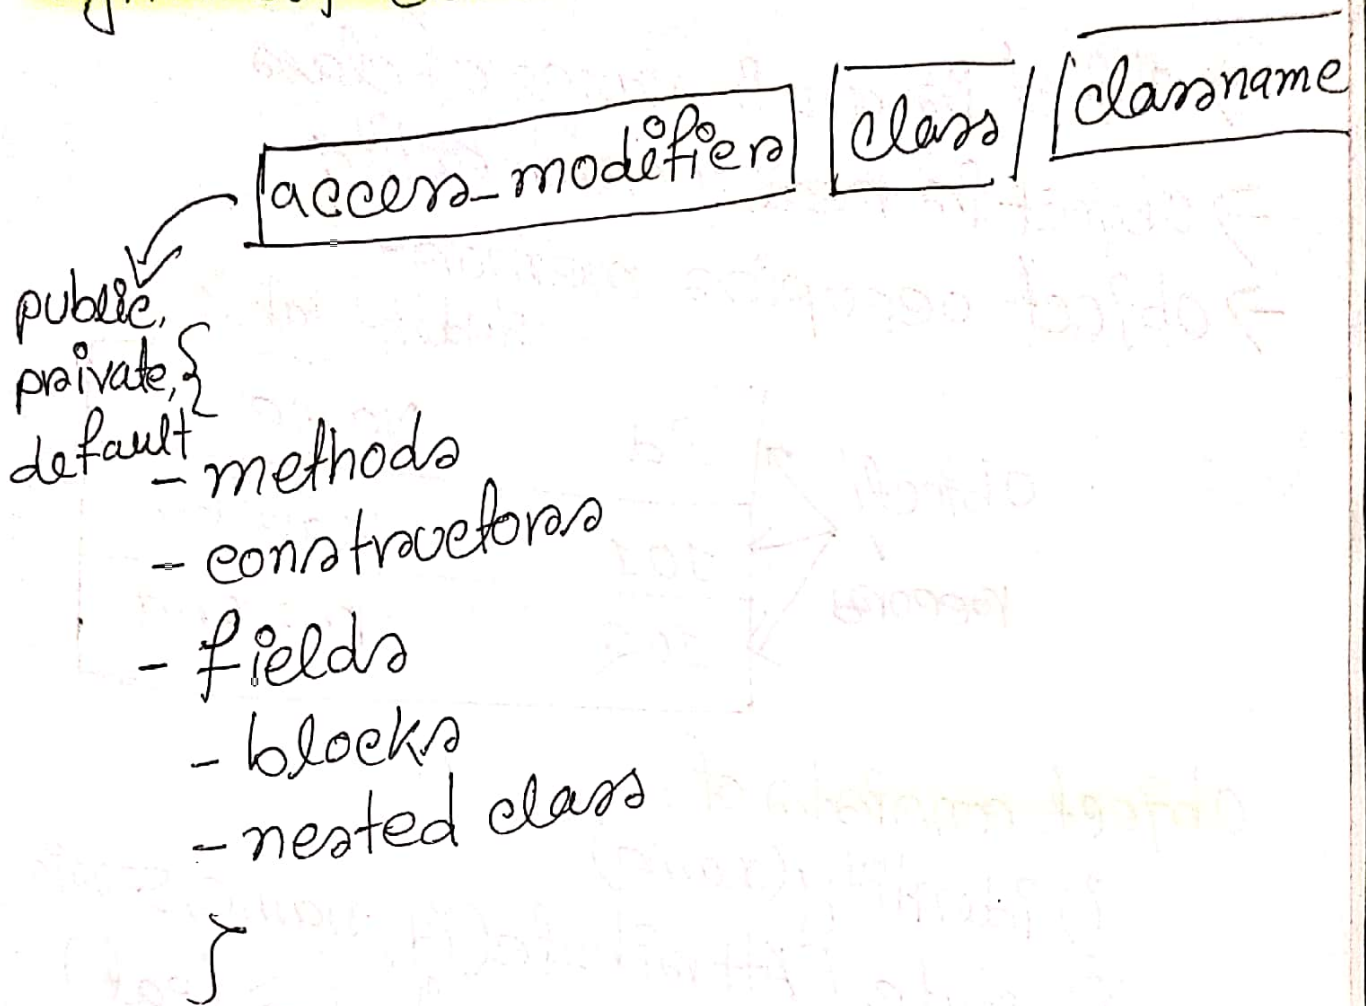 access_modifier class classname
public,
private, {
default
- methods
- constructors
- fields
- blocks
- nested class
}